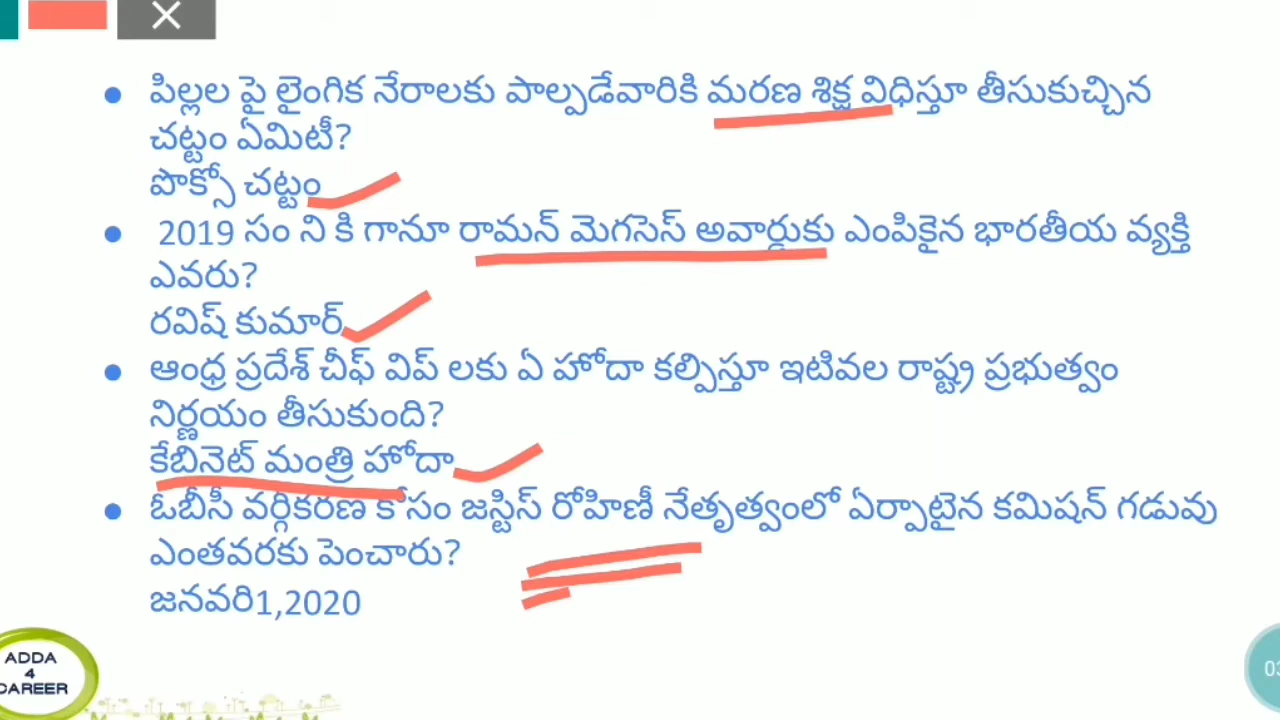 పిల్లల పై లైంగిక నేరాలకు పాల్పడేవారికి మరణ శిక్ష విధిస్తూ తీసుకుచ్చిన
చట్టం ఏమిటీ?
పొక్సో చట్టం
2019 సం ని కి గానూ రామన్ మెగసెస్ అవార్డుకు ఎంపికైన భారతీయ వ్యక్తి
ఎవరు?
రవిష్ కుమార్
ఆంధ్ర ప్రదేశ్ చీఫ్ విప్ లకు ఏ హోదా కల్పిస్తూ ఇటివల రాష్ట్ర ప్రభుత్వం
నిర్ణయం తీసుకుంది?
కేబినెట్ మంత్రి హోదా
ఓబీసీ వర్గికరణ కోసం జస్టిస్ రోహిణీ నేతృత్వంలో ఏర్పాటైన కమిషన్ గడువు
ఎంతవరకు పెంచారు?
జనవరి1,2020
ADDA
4
CAREER